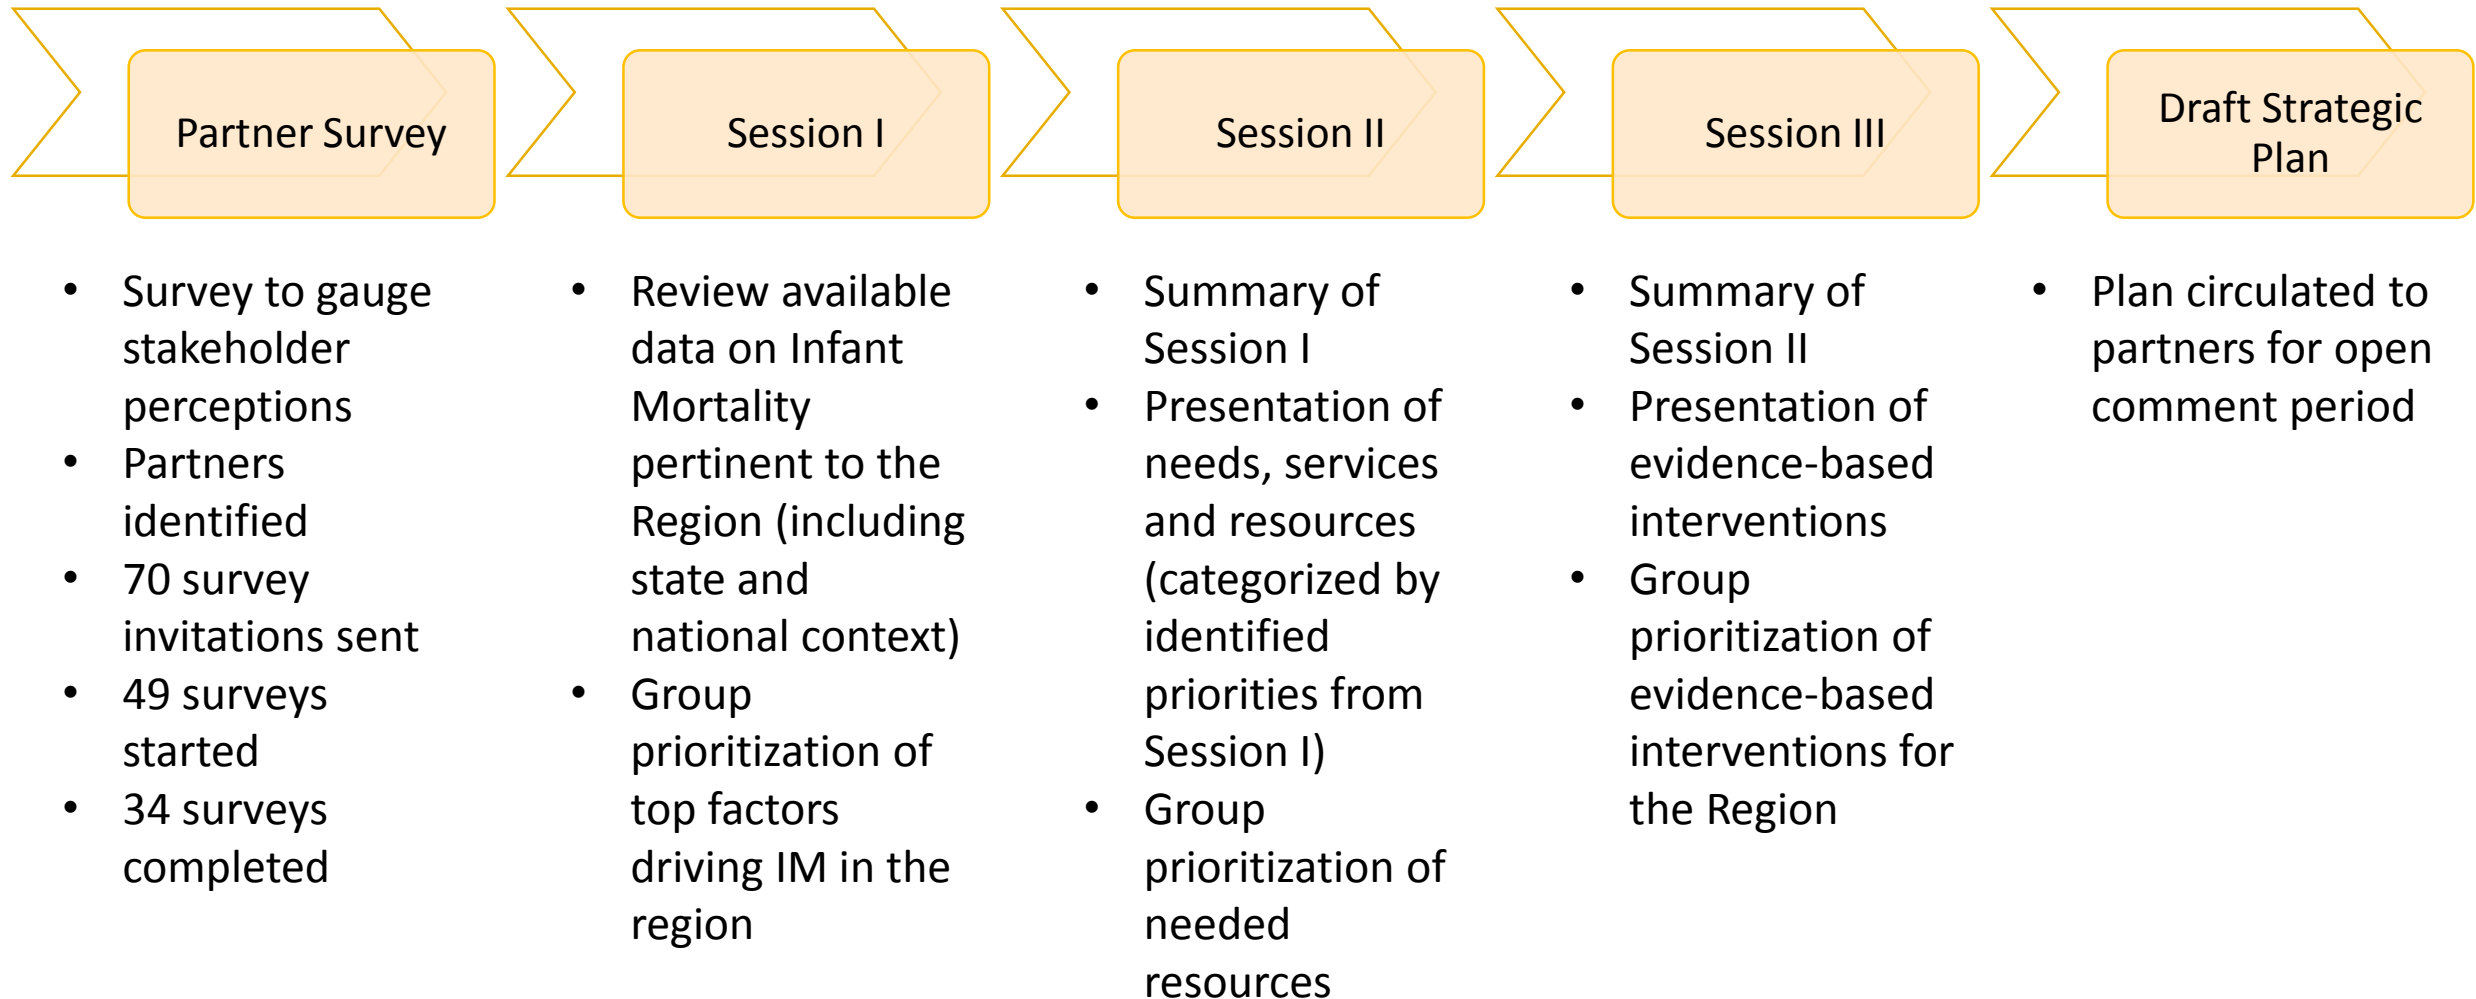 Partner Survey
Session I
Session II
Session III
Draft Strategic
Plan
• Survey to gauge
stakeholder
perceptions
• Partners
identified
• 70 survey
invitations sent
• 49 surveys
started
• 34 surveys
completed
• Review available
data on Infant
Mortality
pertinent to the
Region (including
state and
national context)
• Group
prioritization of
top factors
driving IM in the
region
• Summary of
Session I
• Presentation of
needs, services
and resources
(categorized by
identified
priorities from
Session I)
• Group
prioritization of
needed
resources
• Summary of
Session II
• Presentation of
evidence-based
interventions
• Group
prioritization of
evidence-based
interventions for
the Region
• Plan circulated to
partners for open
comment period